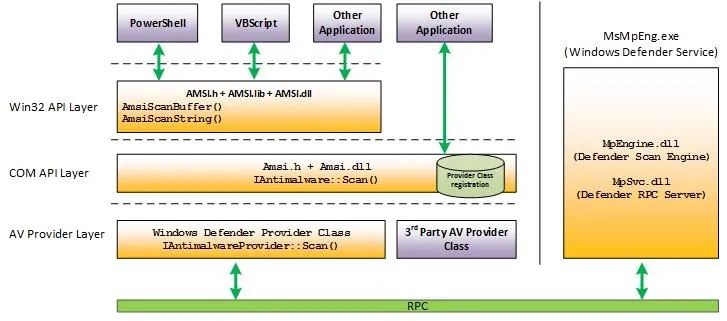 PowerShell
VBScript
Other
Application
Other
Application
MsMpEng.exe
(Windows Defender Service)
Win32 API Layer
AMSI.h + AMSI.lib + AMSI.dll
AmsiScanBuffer()
AmsiScanString()
MpEngine.dll
(Defender Scan Engine)
MpSvc.dll
(Defender RPC Server)
COM API Layer
Amsi.h + Amsi.dll
IAntimalware::Scan()
Provider Class
registration
AV Provider Layer
Windows Defender Provider Class
IAntimalwareProvider::Scan()
3rd Party AV Provider
Class
RPC